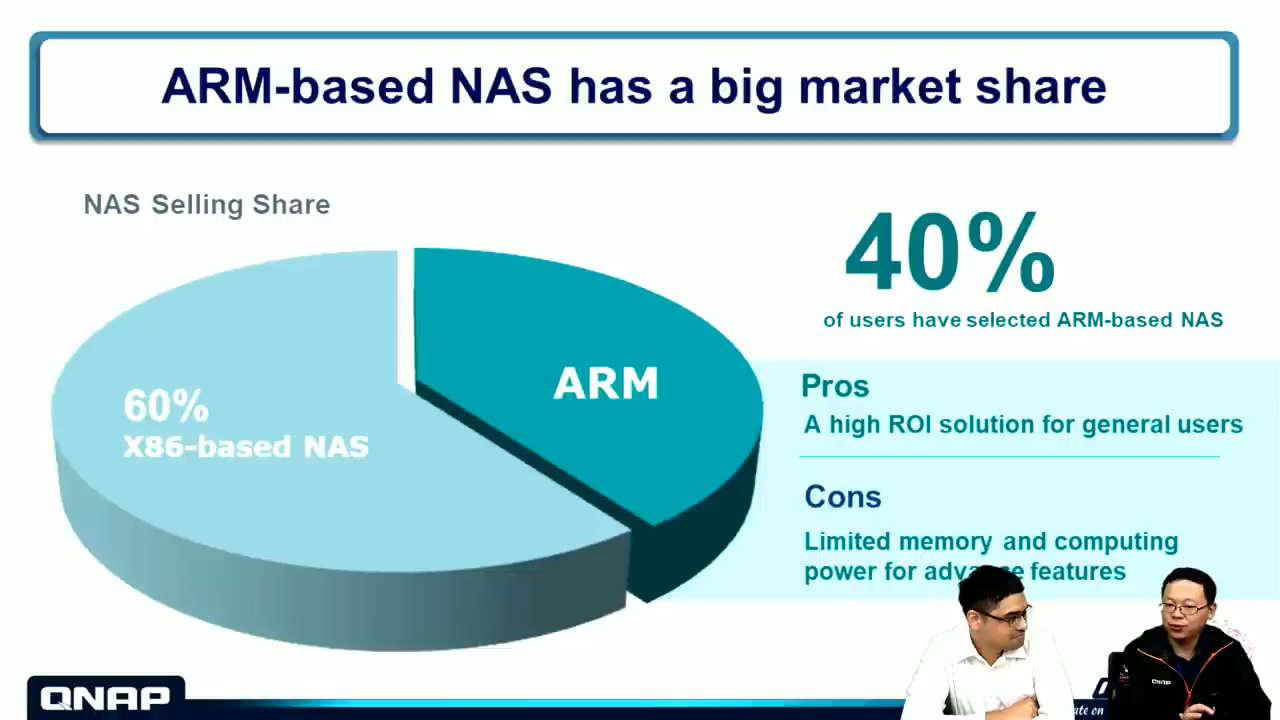 ARM-based NAS has a big market share
NAS Selling Share
40%
of users have selected ARM-based NAS
ARM
60%
X86-based NAS
Pros
A high ROI solution for general users
Cons
Limited memory and computing
power for features
QNAP
QNAP